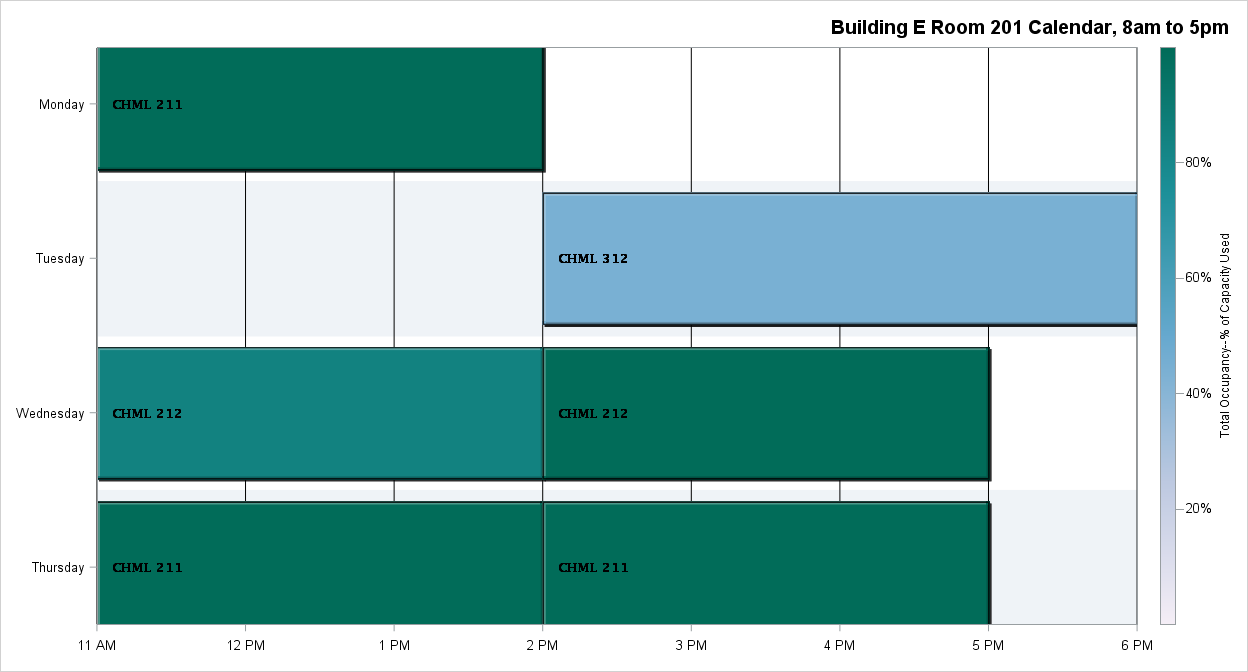 Building E Room 201 Calendar, 8am to 5pm
Monday
CHML 211
Tuesday
CHML 312
Wednesday
CHML 212
CHML 212
Thursday
CHML 211
CHML 211
11 AM
12 PM
1 PM
2 PM
3 PM
4 PM
5 PM
6 PM
80%
60%
40%
20%
Total Occupancy--% of Capacity Used